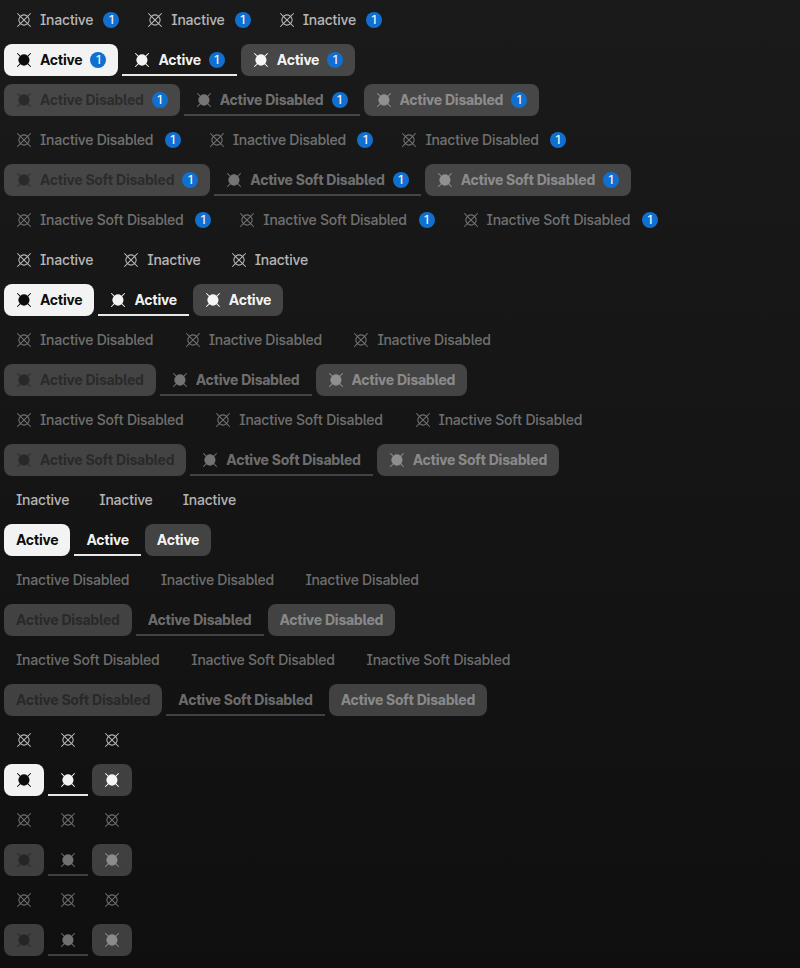 Inactive 1 Inactive 1 Inactive 1
Active 1 Active 1 Active 1
Active Disabled 1 Active Disabled 1 Active Disabled 1
Inactive Disabled 1 Inactive Disabled 1 Inactive Disabled 1
Active Soft Disabled 1 Active Soft Disabled 1 Active Soft Disabled 1
Inactive Soft Disabled 1 Inactive Soft Disabled 1 Inactive Soft Disabled 1
Inactive Inactive Inactive
Active Active Active
Inactive Disabled Inactive Disabled Inactive Disabled
Active Disabled Active Disabled Active Disabled
Inactive Soft Disabled Inactive Soft Disabled Inactive Soft Disabled
Active Soft Disabled Active Soft Disabled Active Soft Disabled
Inactive Inactive Inactive
Active Active Active
Inactive Disabled Inactive Disabled Inactive Disabled
Active Disabled Active Disabled Active Disabled
Inactive Soft Disabled Inactive Soft Disabled Inactive Soft Disabled
Active Soft Disabled Active Soft Disabled Active Soft Disabled